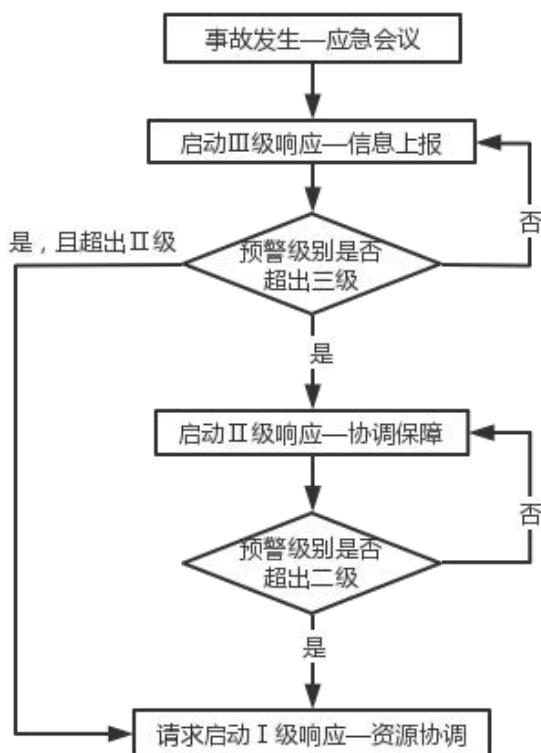 事故发生—应急会议
启动Ⅲ级响应—信息上报
是，且超出Ⅱ级
预警级别是否
超出三级
否
是
启动Ⅱ级响应—协调保障
预警级别是否
超出二级
否
是
请求启动Ⅰ级响应—资源协调